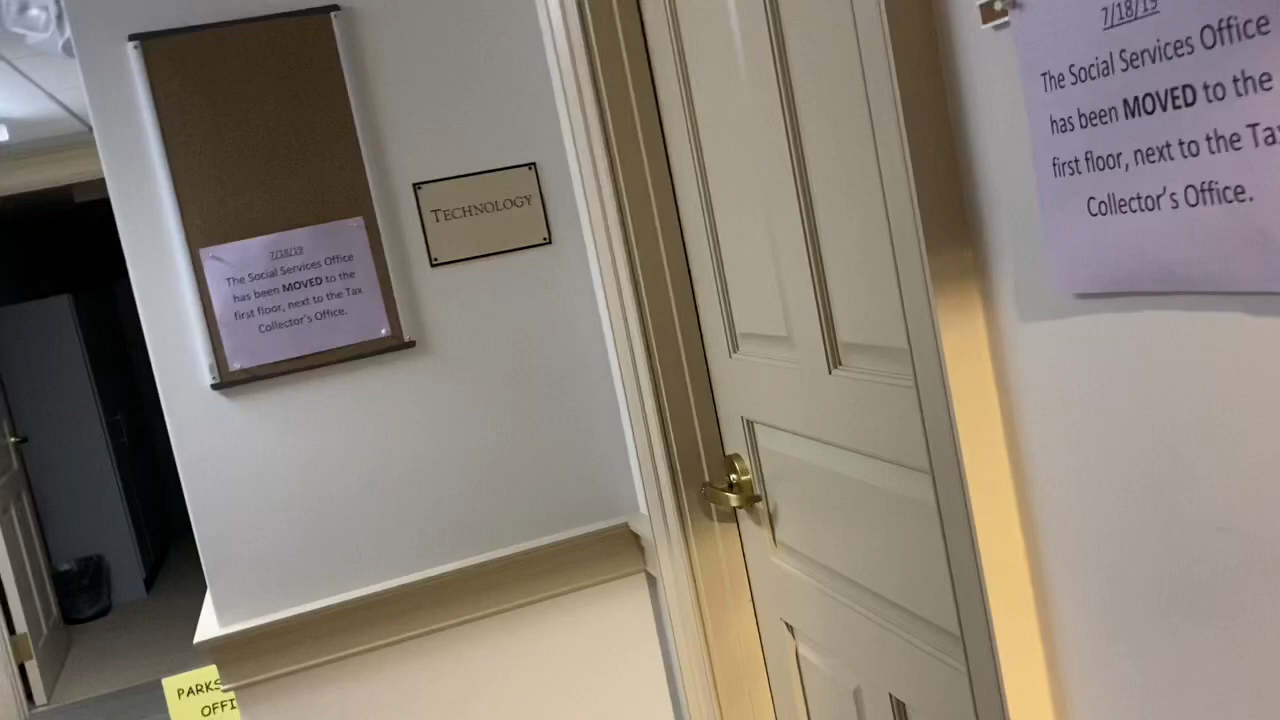 7/18/19
The Social Services Office
has been MOVED to the
first floor, next to the Tax
Collector's Office.
TECHNOLOGY
7/18/19
The Social Services Office
has been MOVED to the
first floor, next to the Tax
Collector's Office.
PARKS
OFFI